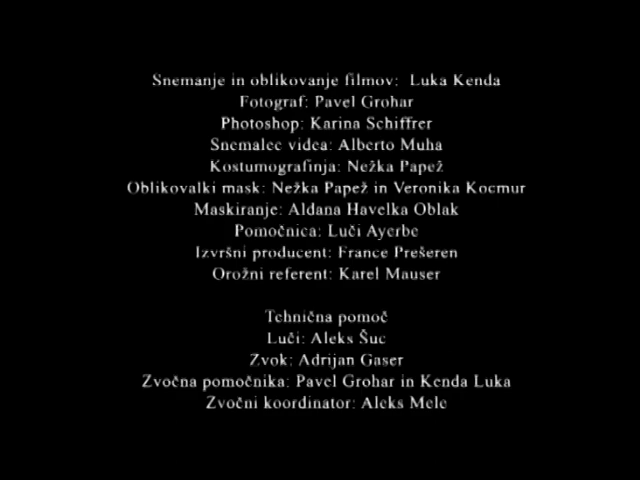 Snemanje in oblikovanje filmov:  Luka Kenda
Fotograf: Pavel Grohar
Photoshop: Karina Schiffrer
Snemalec videa: Alberto Muha
Kostumografinja: Nežka Papež
Oblikovalki mask: Nežka Papež in Veronika Kocmur
Maskiranje: Aldana Havelka Oblak
Pomočnica: Luči Ayerbe
Izvršni producent: France Prešeren
Orožni referent: Karel Mauser

Tehnična pomoč
Luči: Aleks Šuc
Zvok: Adrijan Gaser
Zvočna pomočnika: Pavel Grohar in Kenda Luka
Zvočni koordinator: Aleks Mele